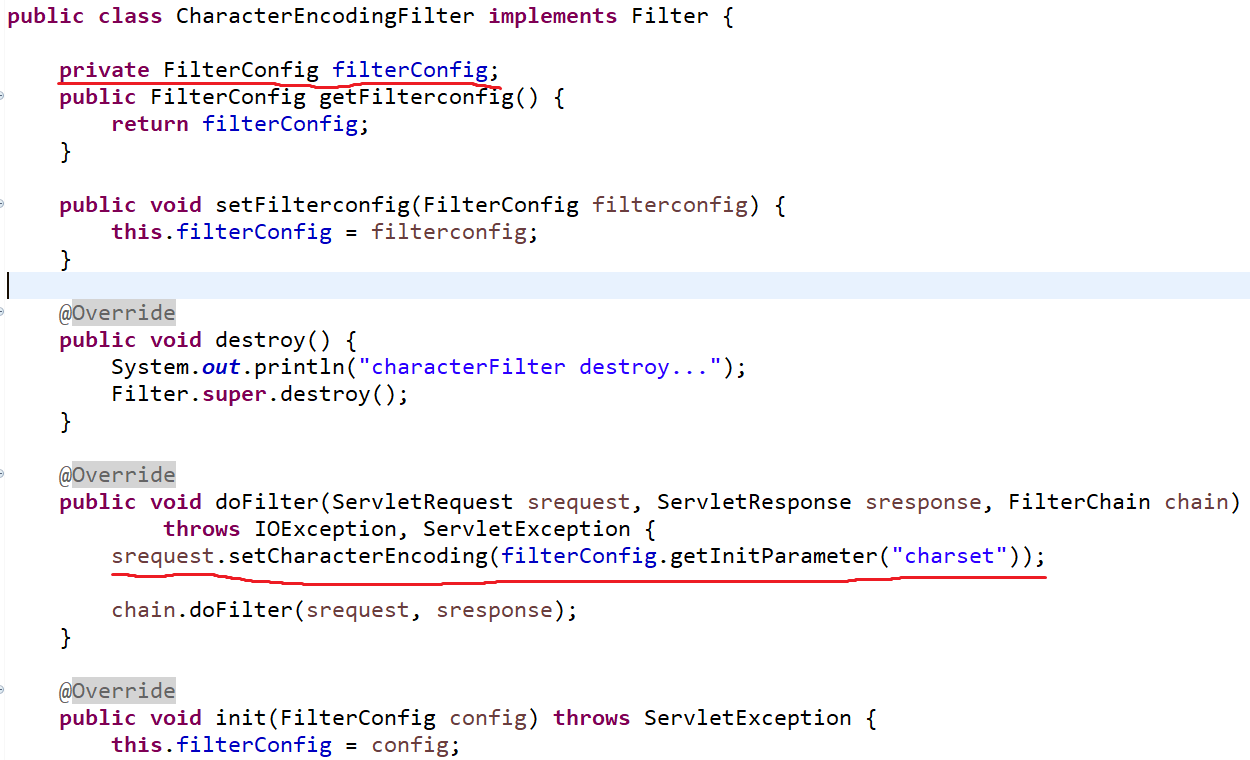 public class CharacterEncodingFilter implements Filter {
private FilterConfig filterConfig;
public FilterConfig getFilterconfig() {
return filterConfig;
}
public void setFilterconfig(FilterConfig filterconfig) {
this.filterConfig = filterconfig;
}
@Override
public void destroy() {
System.out.println("characterFilter destroy...");
Filter.super.destroy();
}
@Override
public void doFilter(ServletRequest srequest, ServletResponse sresponse, FilterChain chain)
throws IOException, ServletException {
srequest.setCharacterEncoding(filterConfig.getInitParameter("charset"));
chain.doFilter(srequest, sresponse);
}
@Override
public void init(FilterConfig config) throws ServletException {
this.filterConfig = config;